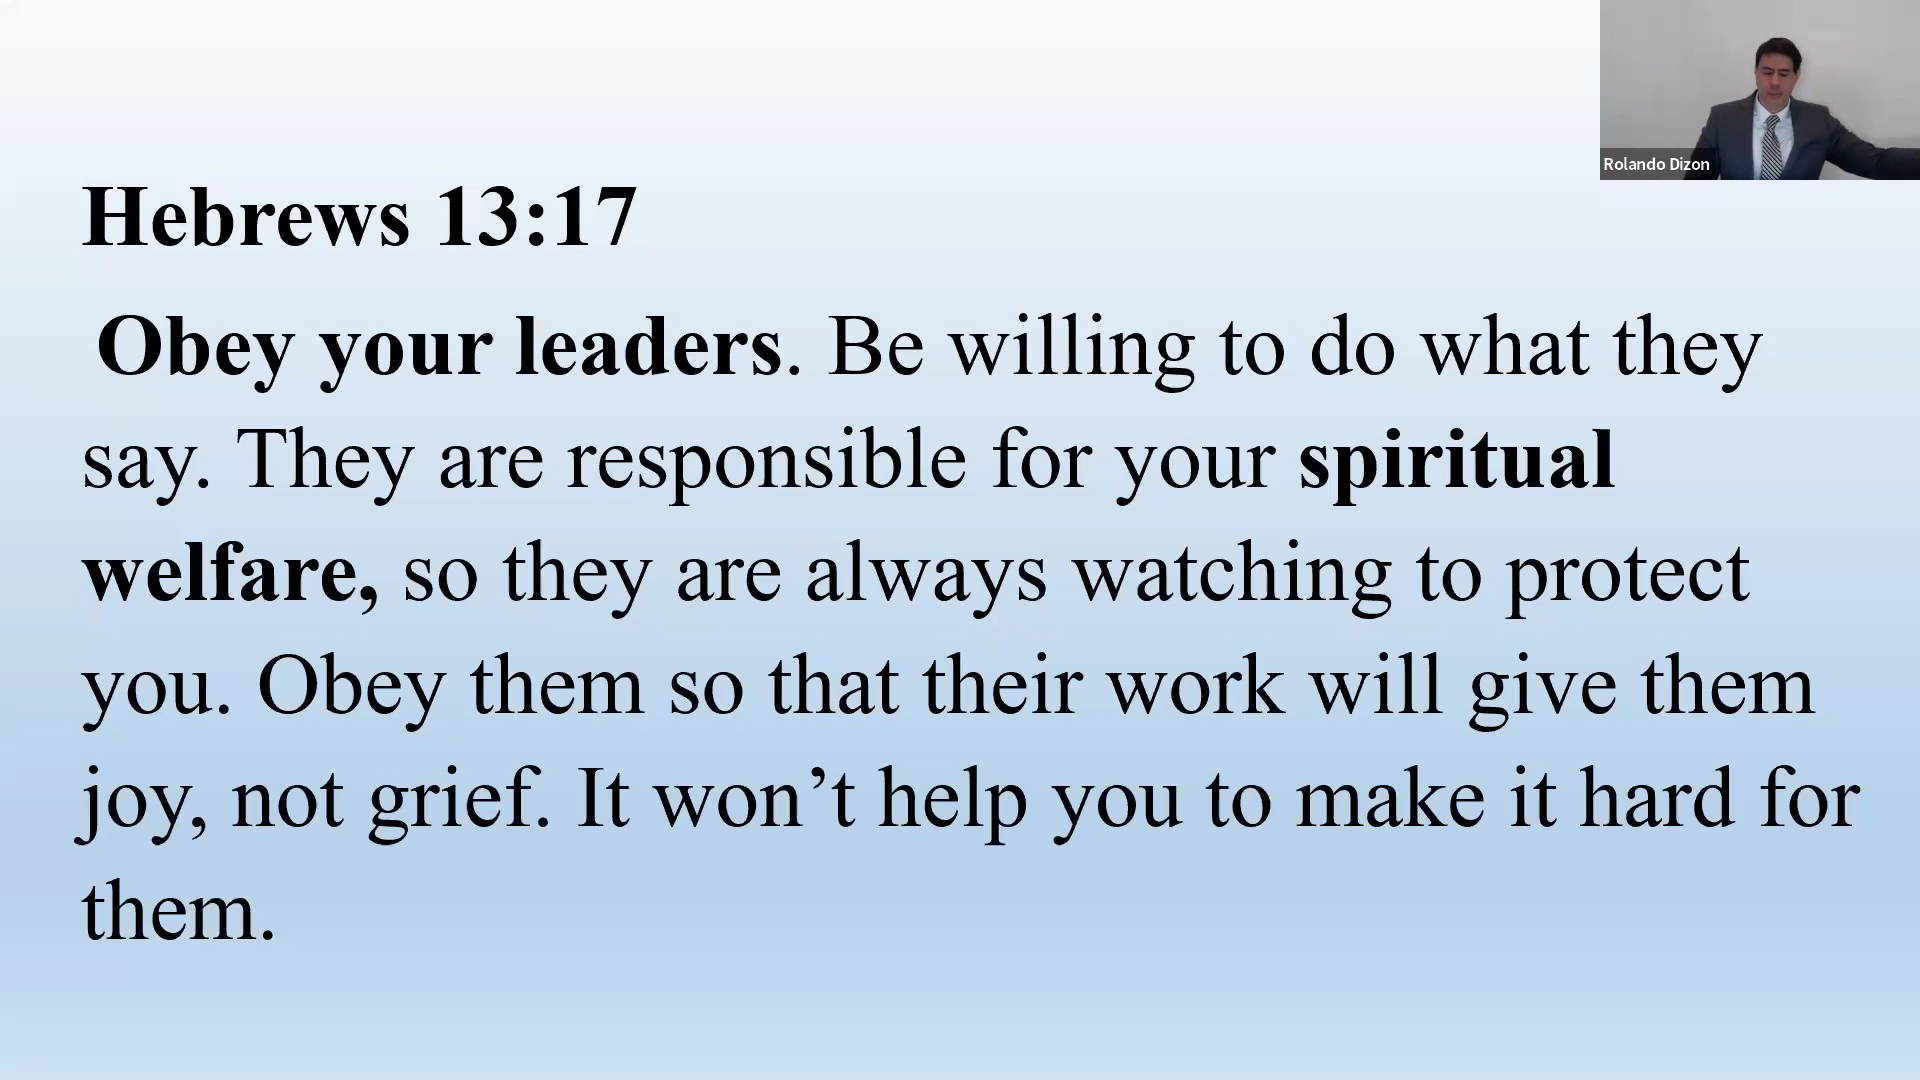 Rolando Dizon
Hebrews 13:17
Obey your leaders. Be willing to do what they
say. They are responsible for your spiritual
welfare, so they are always watching to protect
you. Obey them so that their work will give them
joy, not grief. It won’t help you to make it hard for
them.